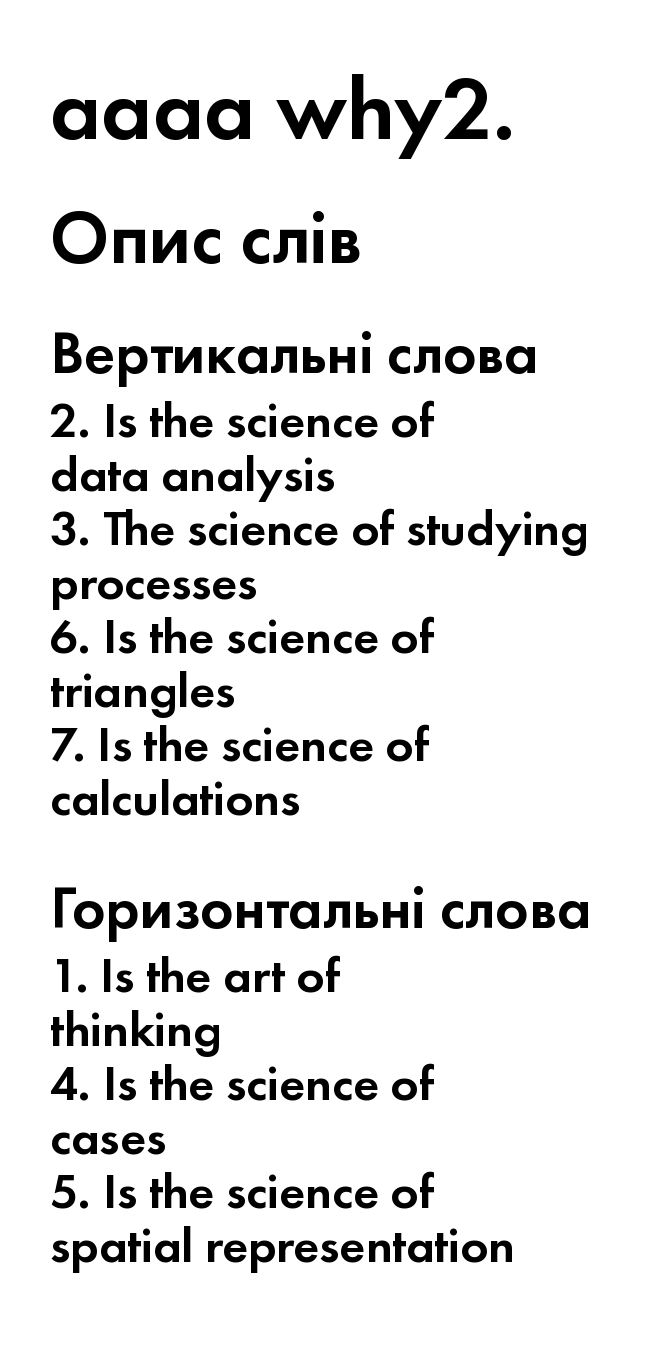 aaaa why2.
Опис слів
Вертикальні слова
2. Is the science of
data analysis
3. The science of studying
processes
6. Is the science of
triangles
7. Is the science of
calculations
Горизонтальні слова
1. Is the art of
thinking
4. Is the science of
cases
5. Is the science of
spatial representation